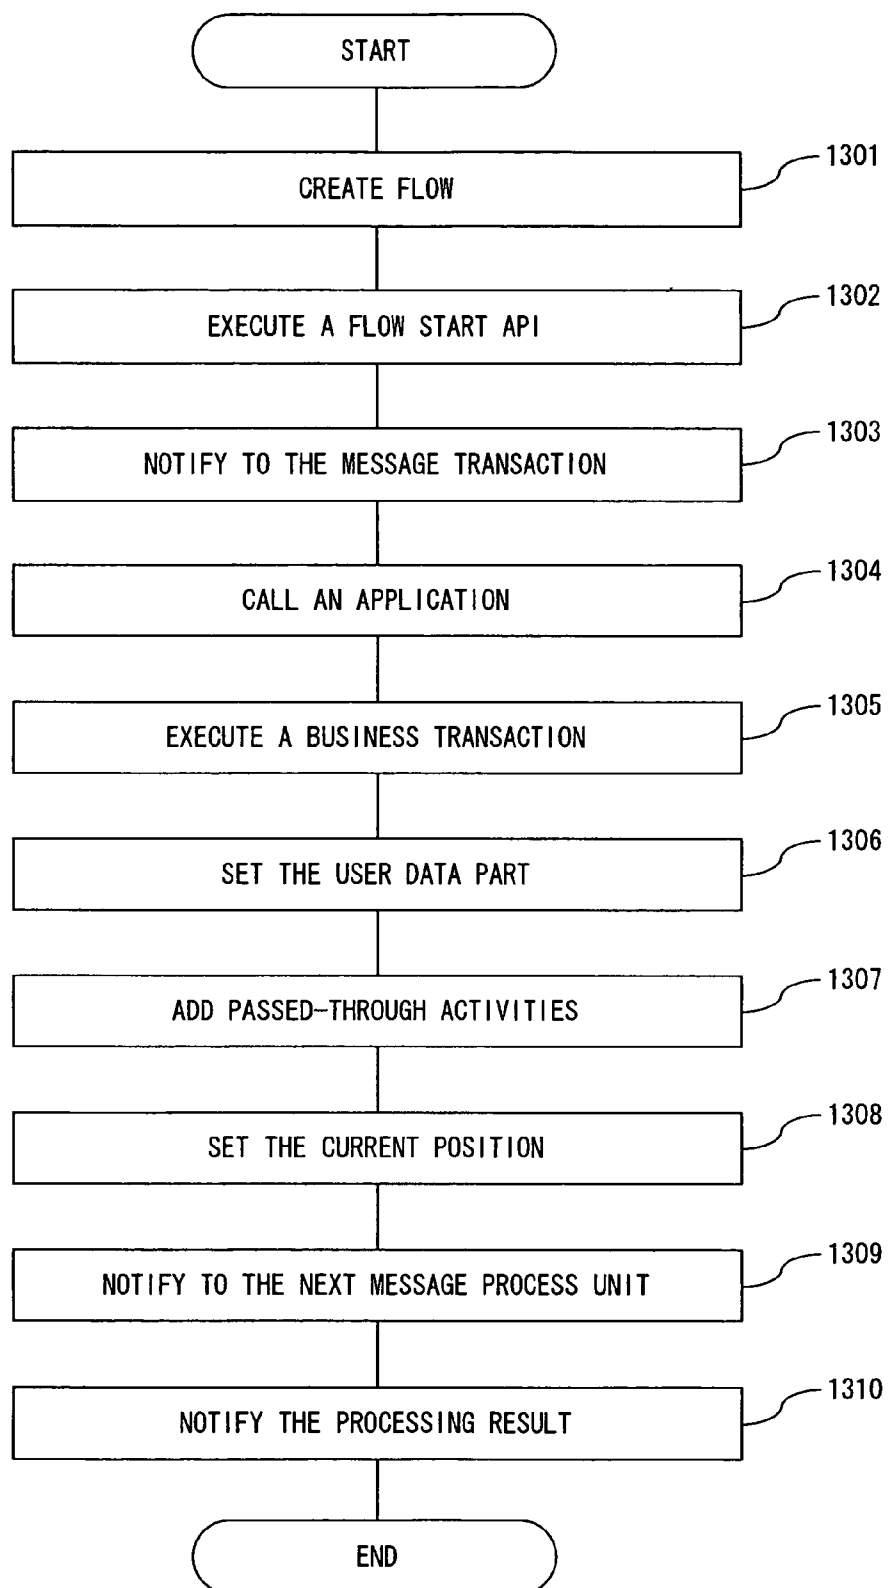 START
1301
CREATE FLOW
1302
EXECUTE A FLOW START API
1303
NOTIFY TO THE MESSAGE TRANSACTION
1304
CALL AN APPLICATION
1305
EXECUTE A BUSINESS TRANSACTION
1306
SET THE USER DATA PART
1307
ADD PASSED-THROUGH ACTIVITIES
1308
SET THE CURRENT POSITION
1309
NOTIFY TO THE NEXT MESSAGE PROCESS UNIT
1310
NOTIFY THE PROCESSING RESULT
END